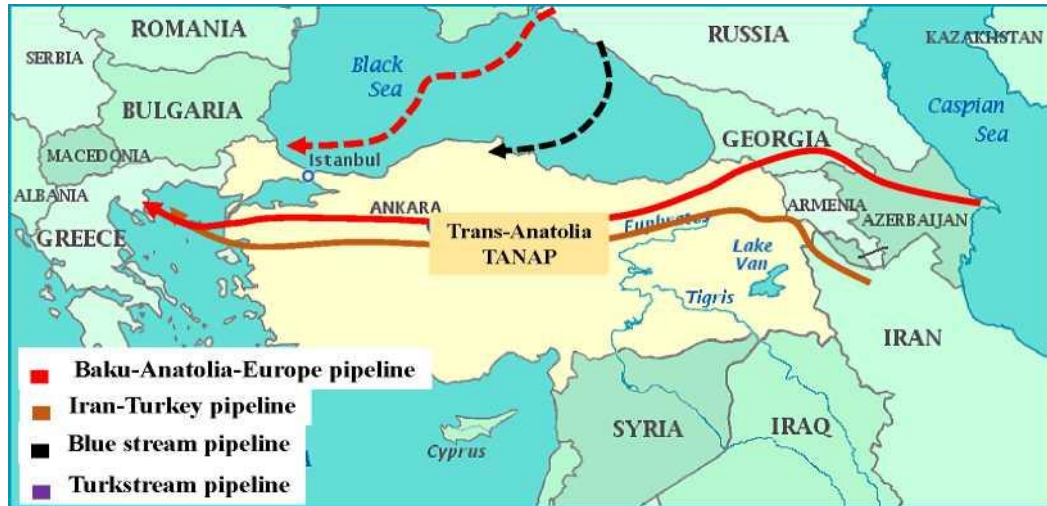 ROMANIA
RUSSIA
KAZAKHSTAN
SERBIA
Black
Sea
BULGARIA
Caspian
Sea
GEORGIA
MACEDONIA
Istanbul
ALBANIA
ANKARA
ARMENIA
AZERBAIJAN
Euphrates
GREECE
Trans-Anatolia
TANAP
Lake
Van
Tigris
IRAN
Baku-Anatolia-Europe pipeline
Iran-Turkey pipeline
Blue stream pipeline
Turkstream pipeline
SYRIA
IRAQ
Cyprus